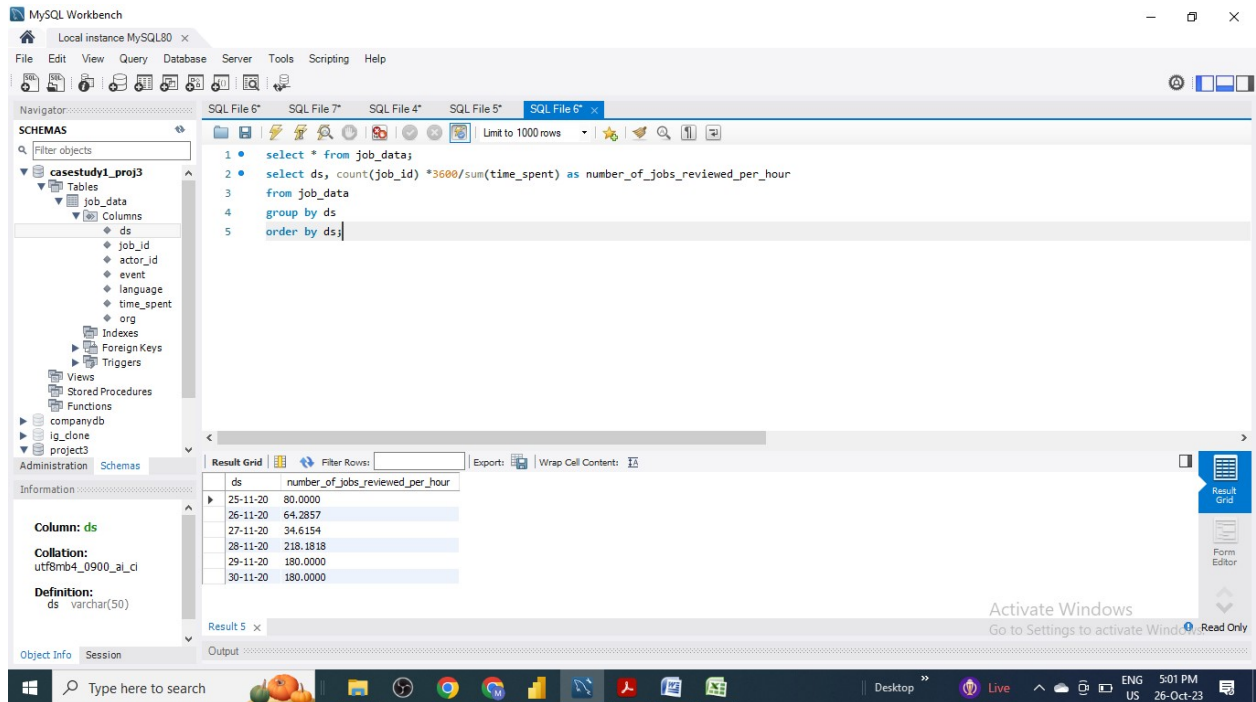 MySQL Workbench
Local instance MySQL80
File Edit View Query Database Server Tools Scripting Help
Navigator
SQL File 6* SQL File 7* SQL File 4* SQL File 5* SQL File 6*
SCHEMAS
Limit to 1000 rows
Filter objects
1 select * from job_data;
2 select ds, count(job_id) *3600/sum(time_spent) as number_of_jobs_reviewed_per_hour
3 from job_data
4 group by ds
5 order by ds;
casestudy1_proj3
Tables
job_data
Columns
ds
job_id
actor_id
event
language
time_spent
org
Indexes
Foreign Keys
Triggers
Views
Stored Procedures
Functions
companydb
ig_clone
project3
Administration Schemas
Result Grid Filter Rows: Export: Wrap Cell Content:
Information
ds number_of_jobs_reviewed_per_hour
25-11-20 80.0000
26-11-20 64.2857
27-11-20 34.6154
28-11-20 218.1818
29-11-20 180.0000
30-11-20 180.0000
Result Grid
Form Editor
Column: ds
Collation:
utf8mb4_0900_ai_ci
Definition:
ds varchar(50)
Activate Windows
Go to Settings to activate Windows.
Result 5
Read Only
Output
Object Info Session
Type here to search
Desktop
Live
ENG US
5:01 PM
26-Oct-23